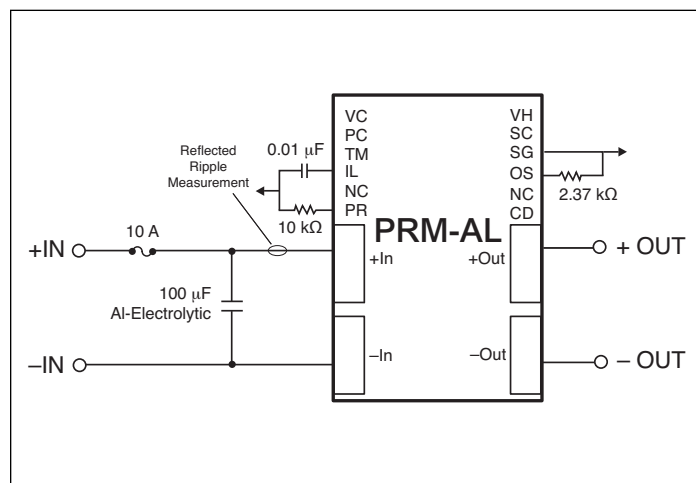 VC
PC
TM
IL
NC
PR
VH
SC
SG
OS
NC
CD
0.01 μF
10 kΩ
2.37 kΩ
Reflected
Ripple
Measurement
PRM-AL
10 A
+IN
+In
+Out
+ OUT
100 μF
Al-Electrolytic
–IN
–In
–Out
– OUT